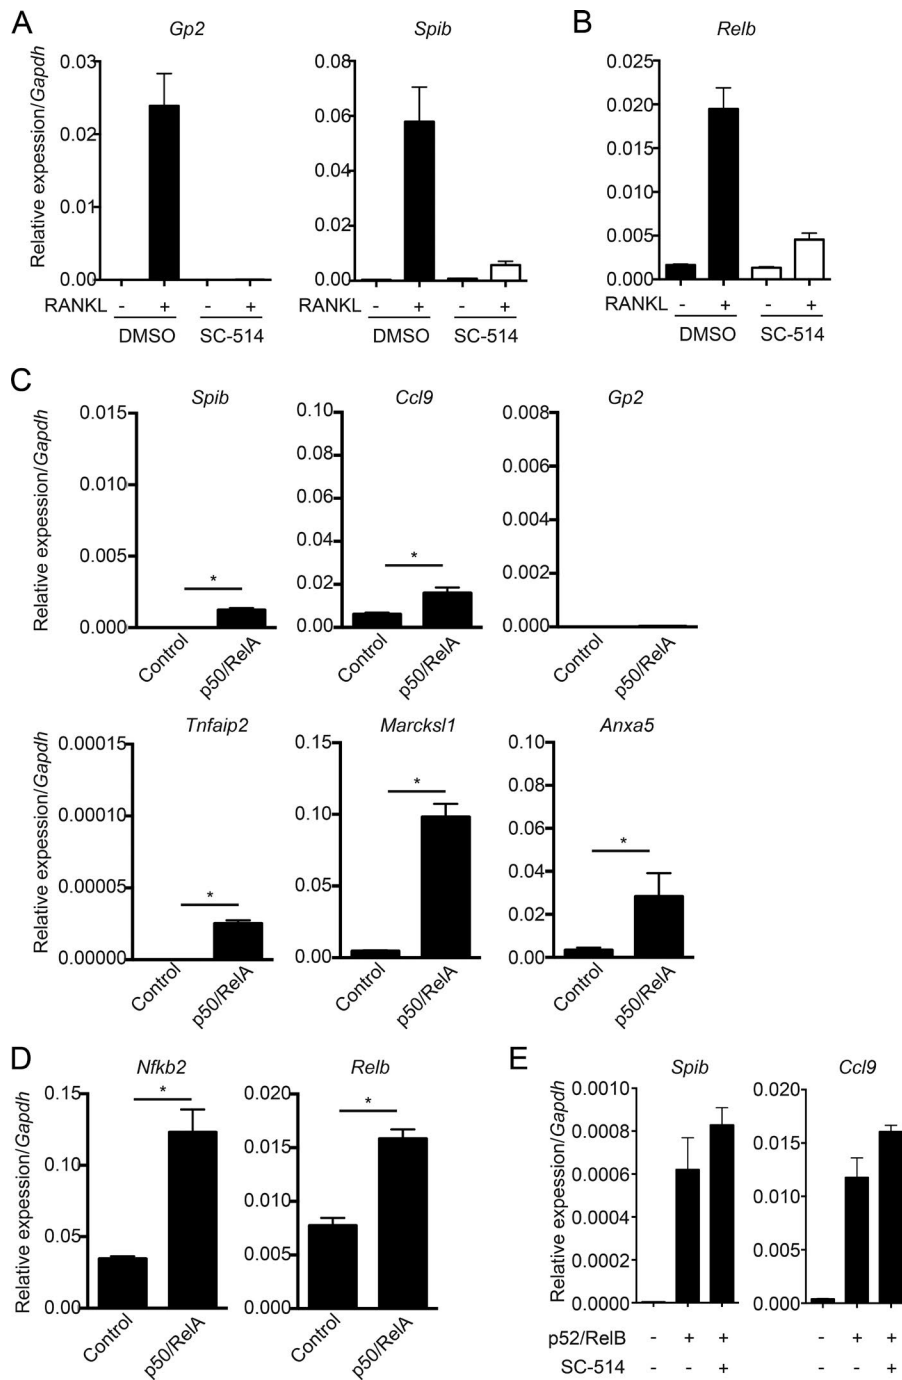 A
Gp2
Spib
B
Relb
Relative expession/Gapdh
0.03
0.02
0.01
0.00
0.08
0.06
0.04
0.02
0.00
0.025
0.020
0.015
0.010
0.005
0.000
RANKL - + - +
DMSO SC-514
- + - +
DMSO SC-514
RANKL - + - +
DMSO SC-514
C
Spib
Ccl9
Gp2
Relative expession/Gapdh
0.015
0.010
0.005
0.000
*
Control
p50/RelA
0.10
0.08
0.06
0.04
0.02
0.00
*
Control
p50/RelA
0.008
0.006
0.004
0.002
0.000
Control
p50/RelA
Tnfaip2
Marcksl1
Anxa5
Relative expession/Gapdh
0.00015
0.00010
0.00005
0.00000
*
Control
p50/RelA
0.15
0.10
0.05
0.00
*
Control
p50/RelA
0.10
0.08
0.06
0.04
0.02
0.00
*
Control
p50/RelA
D
Nfkb2
Relb
Relative expession/Gapdh
0.15
0.10
0.05
0.00
*
Control
p50/RelA
0.020
0.015
0.010
0.005
0.000
*
Control
p50/RelA
E
Spib
Ccl9
Relative expession/Gapdh
0.0010
0.0008
0.0006
0.0004
0.0002
0.0000
0.020
0.015
0.010
0.005
0.000
p52/RelB - + + - + +
SC-514 - - + - - +